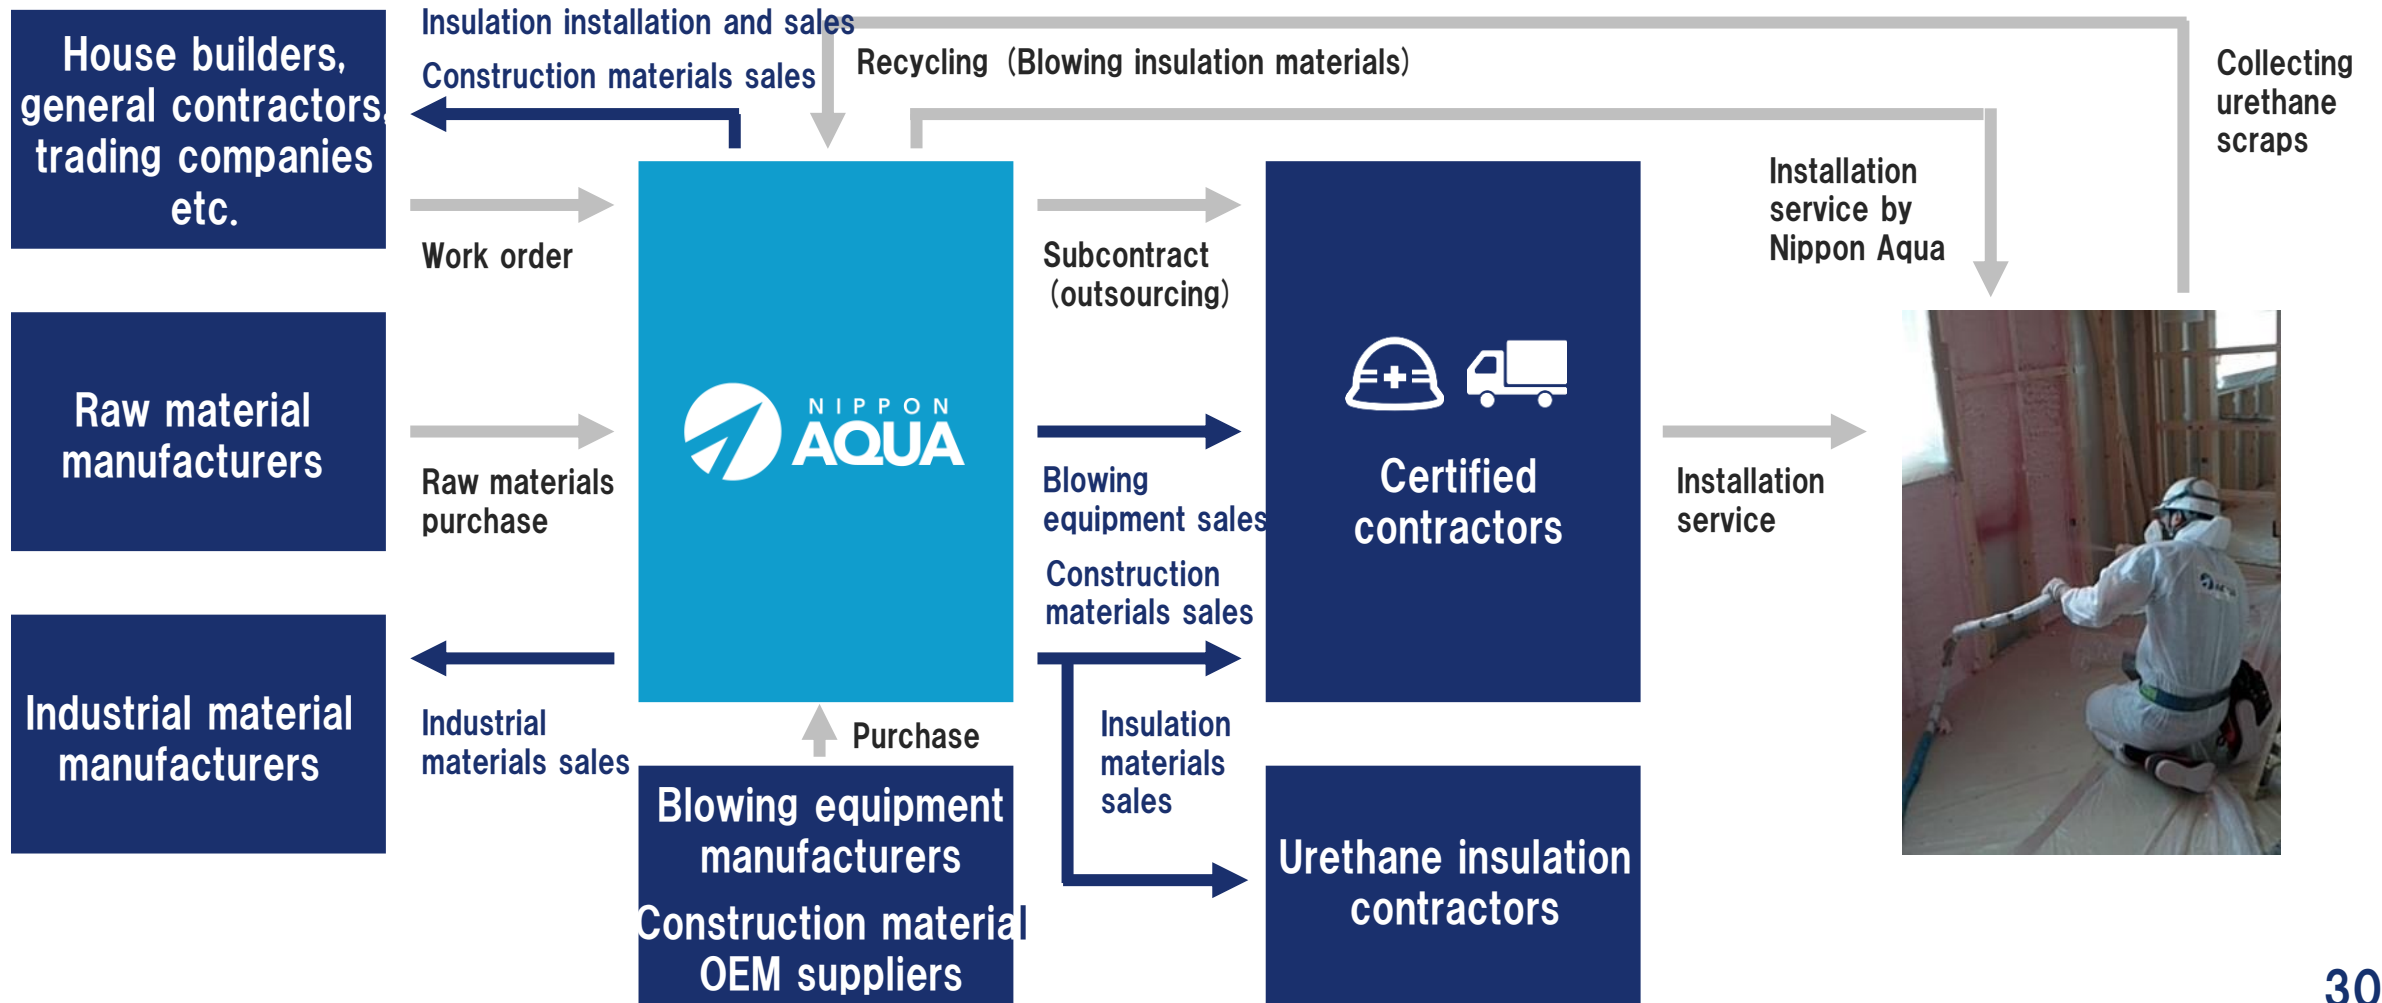 House builders,
general contractors,
trading companies
etc.
Insulation installation and sales
Construction materials sales
Recycling (Blowing insulation materials)
Collecting
urethane
scraps
Work order
Subcontract
(outsourcing)
Installation
service by
Nippon Aqua
Raw material
manufacturers
Raw materials
purchase
NIPPON
AQUA
Blowing
equipment sales
Construction
materials sales
Certified
contractors
Installation
service
AQUA
Industrial material
manufacturers
Industrial
materials sales
Purchase
Insulation
materials
sales
Blowing equipment
manufacturers
Construction material
OEM suppliers
Urethane insulation
contractors
30